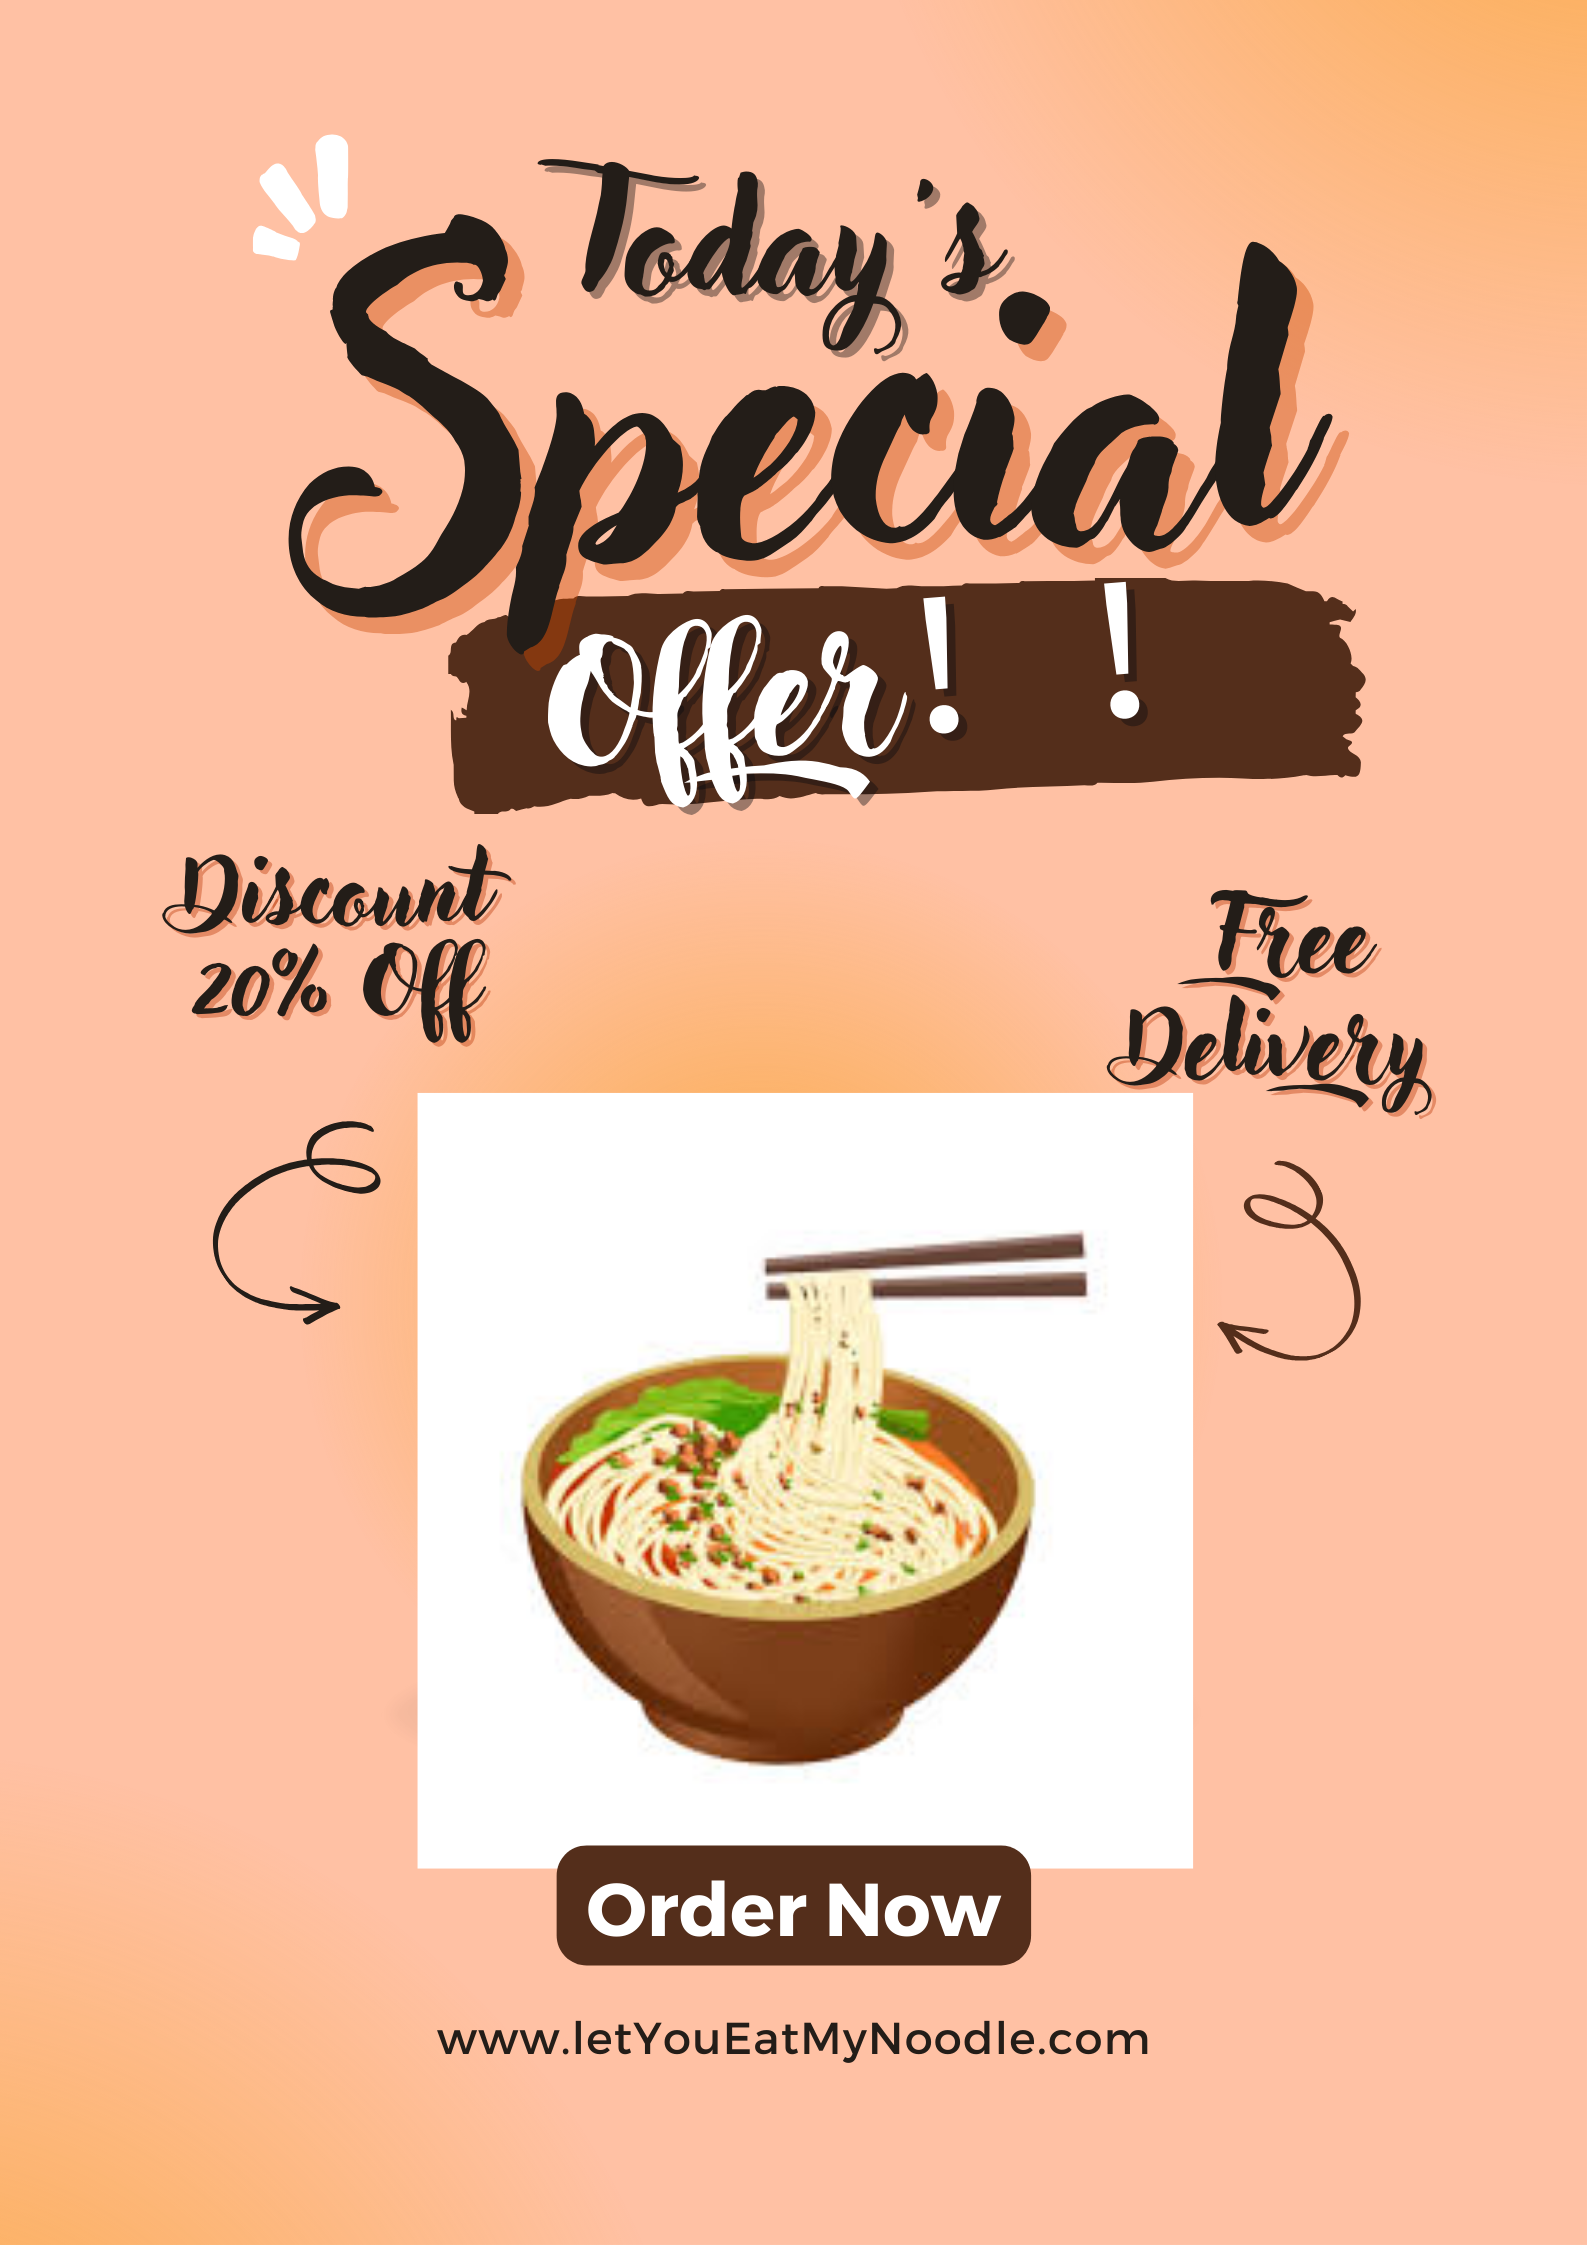 Today's
Special
Offer！！
Discount
20% Off
Free
Delivery
Order Now
www.letYouEatMyNoodle.com